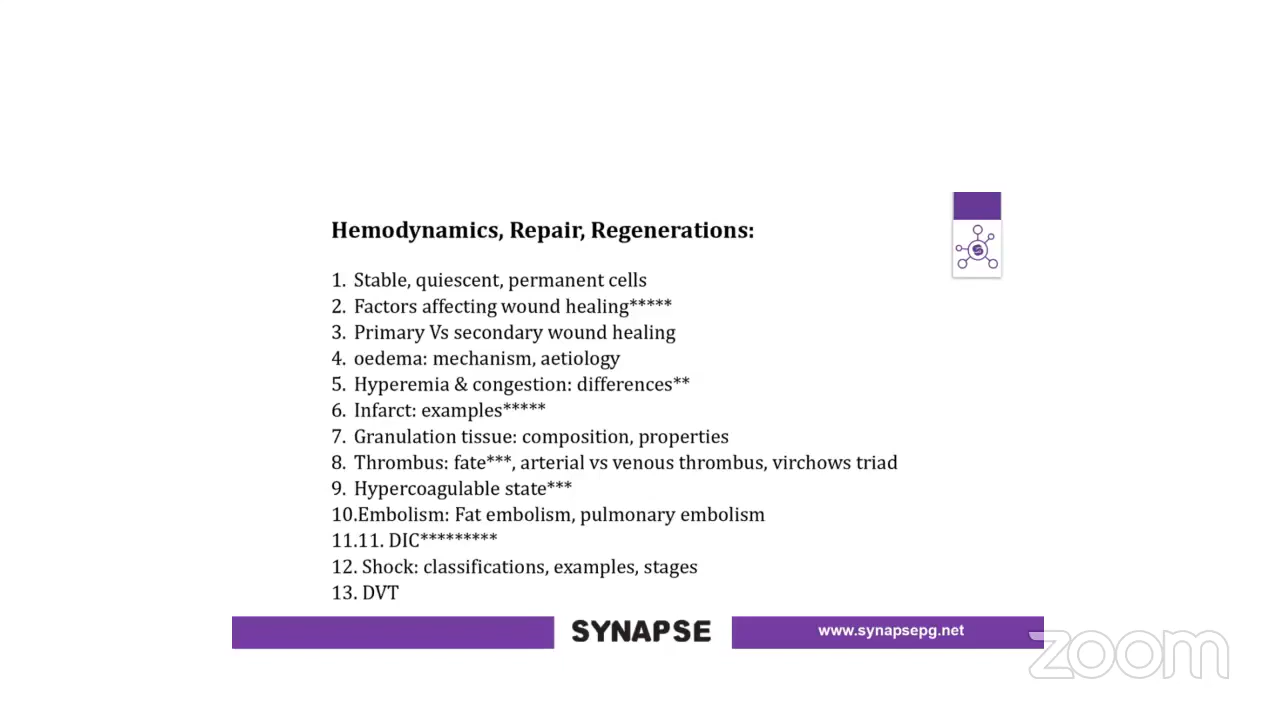 Hemodynamics, Repair, Regenerations:
1. Stable, quiescent, permanent cells
2. Factors affecting wound healing*****
3. Primary Vs secondary wound healing
4. oedema: mechanism, aetiology
5. Hyperemia & congestion: differences**
6. Infarct: examples*****
7. Granulation tissue: composition, properties
8. Thrombus: fate***, arterial vs venous thrombus, virchows triad
9. Hypercoagulable state***
10.Embolism: Fat embolism, pulmonary embolism
11.11. DIC*********
12. Shock: classifications, examples, stages
13. DVT
SYNAPSE
www.synapsepg.net
zoom